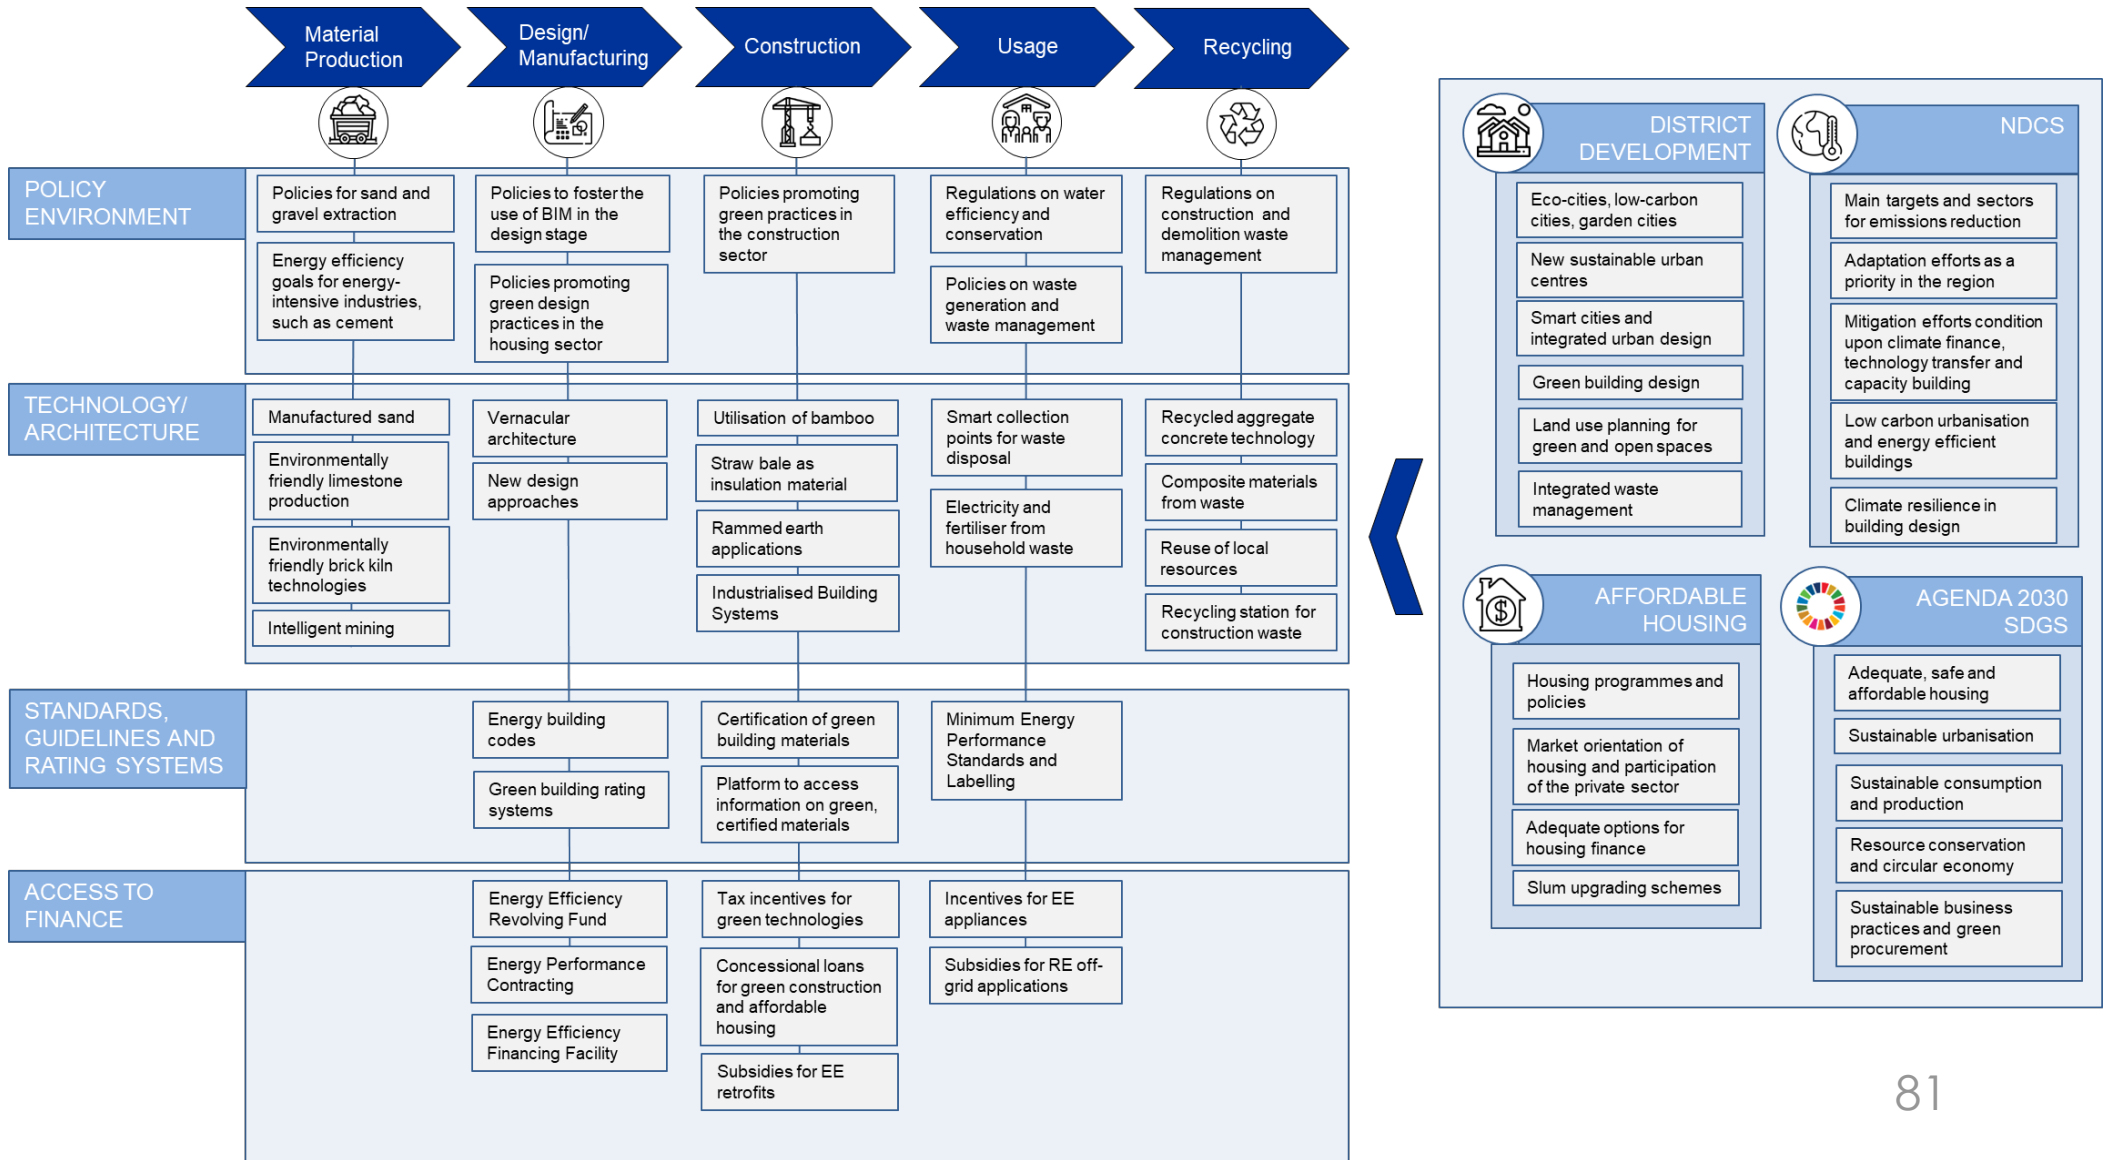 Material
Production
Design/
Manufacturing
Construction
Usage
Recycling
POLICY
ENVIRONMENT
Policies for sand and
gravel extraction
Energy efficiency
goals for energy-
intensive industries,
such as cement
Policies to foster the
use of BIM in the
design stage
Policies promoting
green design
practices in the
housing sector
Policies promoting
green practices in
the construction
sector
Regulations on water
efficiency and
conservation
Policies on waste
generation and
waste management
Regulations on
construction and
demolition waste
management
TECHNOLOGY/
ARCHITECTURE
Manufactured sand
Environmentally
friendly limestone
production
Environmentally
friendly brick kiln
technologies
Intelligent mining
Vernacular
architecture
New design
approaches
Utilisation of bamboo
Straw bale as
insulation material
Rammed earth
applications
Industrialised Building
Systems
Smart collection
points for waste
disposal
Electricity and
fertiliser from
household waste
Recycled aggregate
concrete technology
Composite materials
from waste
Reuse of local
resources
Recycling station for
construction waste
STANDARDS,
GUIDELINES AND
RATING SYSTEMS
Energy building
codes
Green building rating
systems
Certification of green
building materials
Platform to access
information on green,
certified materials
Minimum Energy
Performance
Standards and
Labelling
ACCESS TO
FINANCE
Energy Efficiency
Revolving Fund
Energy Performance
Contracting
Energy Efficiency
Financing Facility
Tax incentives for
green technologies
Concessional loans
for green construction
and affordable
housing
Subsidies for EE
retrofits
Incentives for EE
appliances
Subsidies for RE off-
grid applications
DISTRICT
DEVELOPMENT
Eco-cities, low-carbon
cities, garden cities
New sustainable urban
centres
Smart cities and
integrated urban design
Green building design
Land use planning for
green and open spaces
Integrated waste
management
NDCS
Main targets and sectors
for emissions reduction
Adaptation efforts as a
priority in the region
Mitigation efforts condition
upon climate finance,
technology transfer and
capacity building
Low carbon urbanisation
and energy efficient
buildings
Climate resilience in
building design
AFFORDABLE
HOUSING
Housing programmes and
policies
Market orientation of
housing and participation
of the private sector
Adequate options for
housing finance
Slum upgrading schemes
AGENDA 2030
SDGS
Adequate, safe and
affordable housing
Sustainable urbanisation
Sustainable consumption
and production
Resource conservation
and circular economy
Sustainable business
practices and green
procurement
81